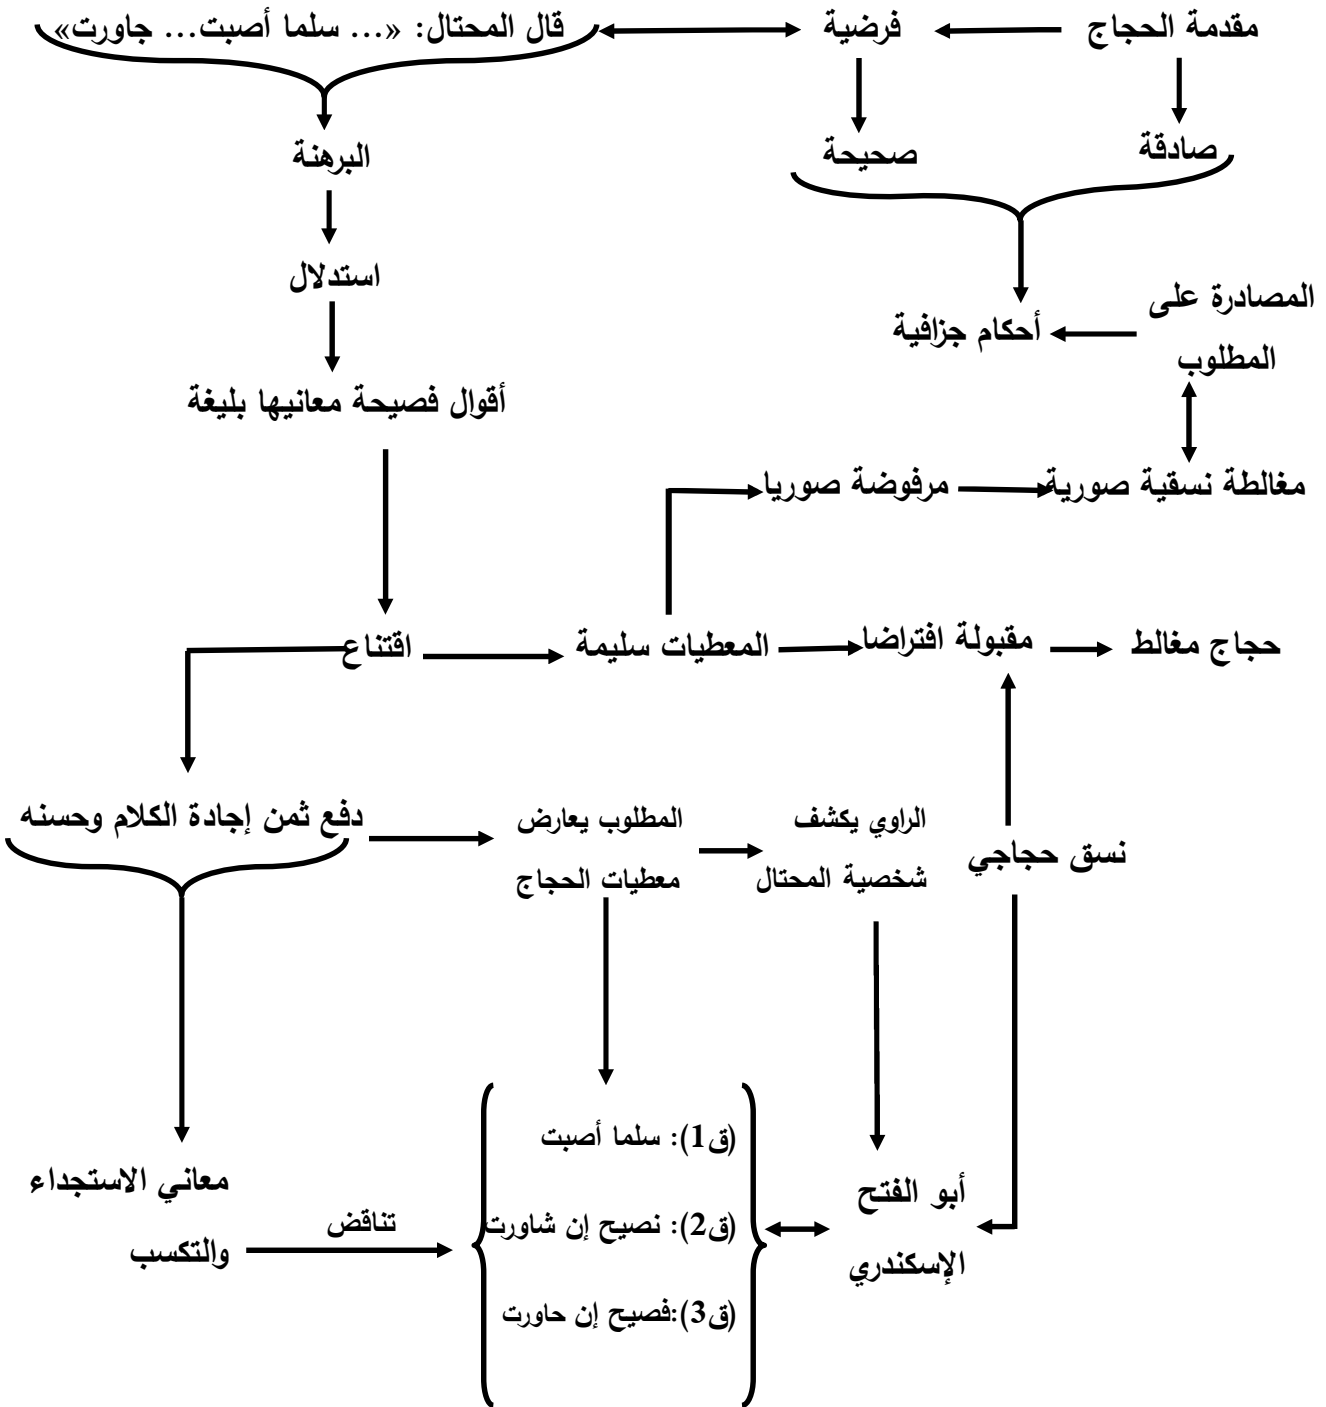 مقدمة الحجاج
فرضية
قال المحتال: «... سلما أصبت... جاورت»
صادقة
صحيحة
البرهنة
استدلال
المصادرة على
المطلوب
أحكام جزافية
أقوال فصيحة معانيها بليغة
مغالطة نسقية صورية
مرفوضة صوريا
حجاج مغالط
مقبولة افتراضا
المعطيات سليمة
اقتناع
نسق حجاجي
الراوي يكشف
شخصية المحتال
المطلوب يعارض
معطيات الحجاج
دفع ثمن إجادة الكلام وحسنه
أبو الفتح
الإسكندري
(ق1): سلما أصبت
(ق2): نصيح إن شاورت
(ق3):فصيح إن حاورت
تناقض
معاني الاستجداء
والتكسب